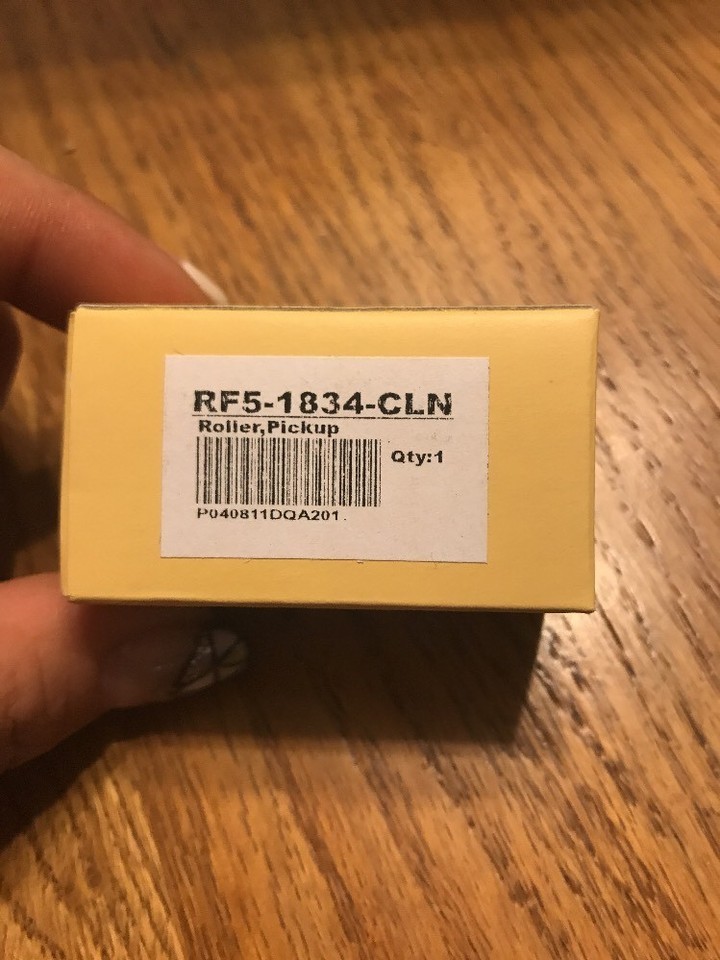 RF5-1834-CLN
Roller,Pickup
Qty:1
P040811DQA201.